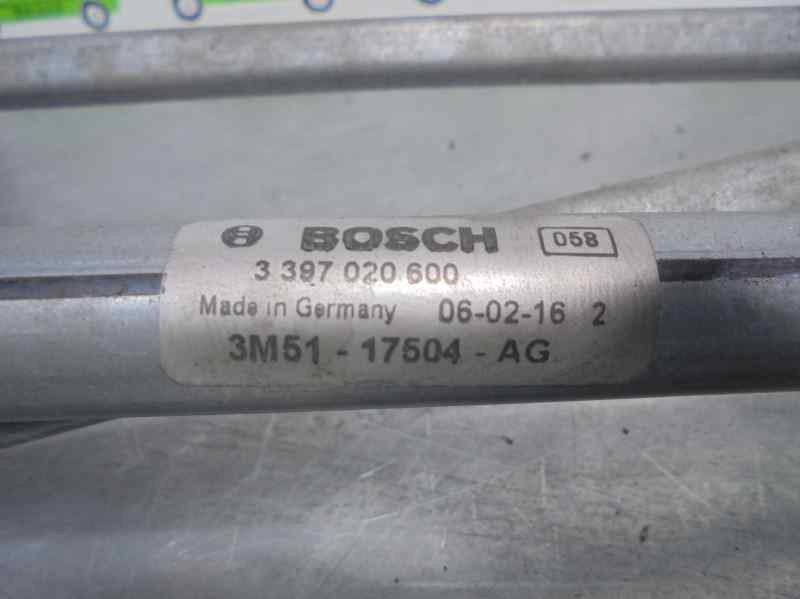 BOSCH 058
3 397 020 600
Made in Germany 06-02-16 2
3M51 - 17504 - AG